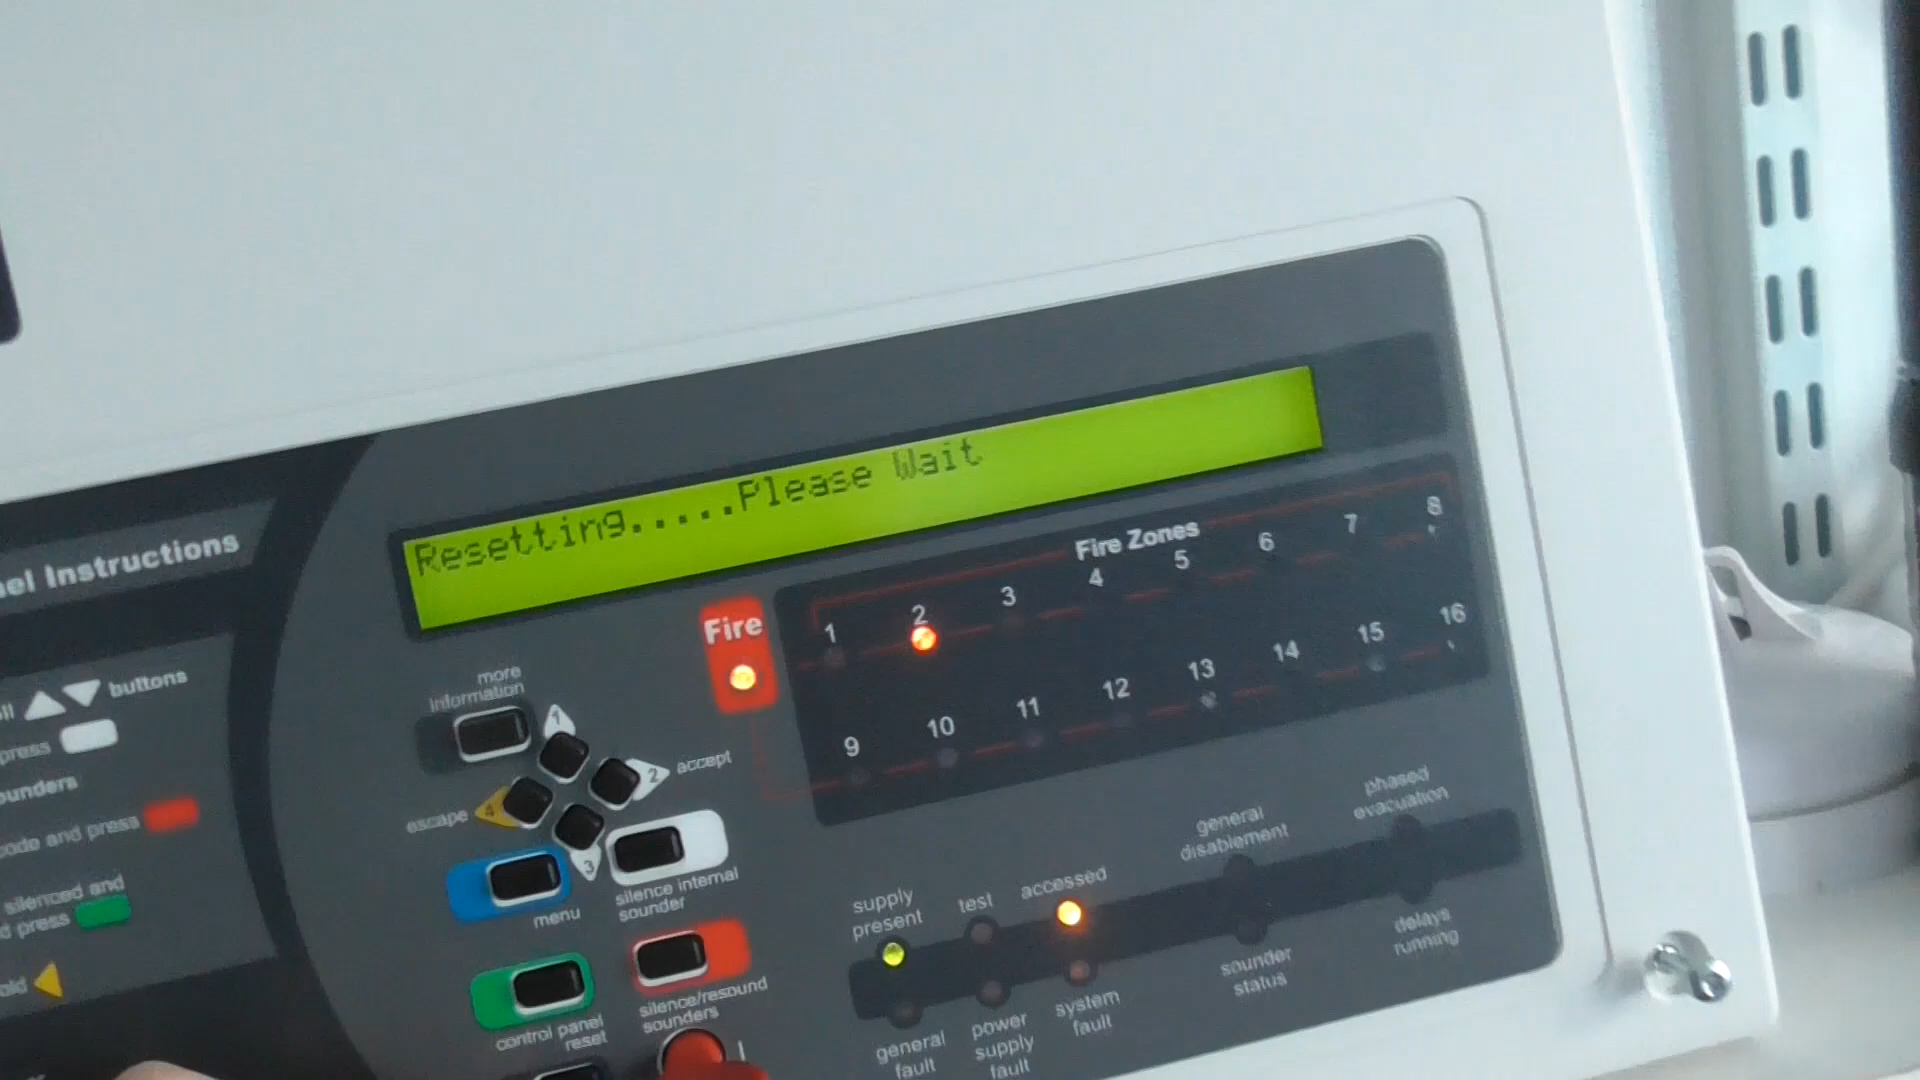 Resetting.....Please Wait
Instructions
buttons
press
code and press
silenced and
press
Fire
Fire Zones
1 2 3 4 5 6 7 8
9 10 11 12 13 14 15 16
more
information
1
2
accept
escape
4
3
silence internal
sounder
menu
silence/resound
sounders
control panel
reset
supply
present
test
accessed
general
disablement
phased
evacuation
general
fault
power
supply
fault
system
fault
sounder
status
delays
running